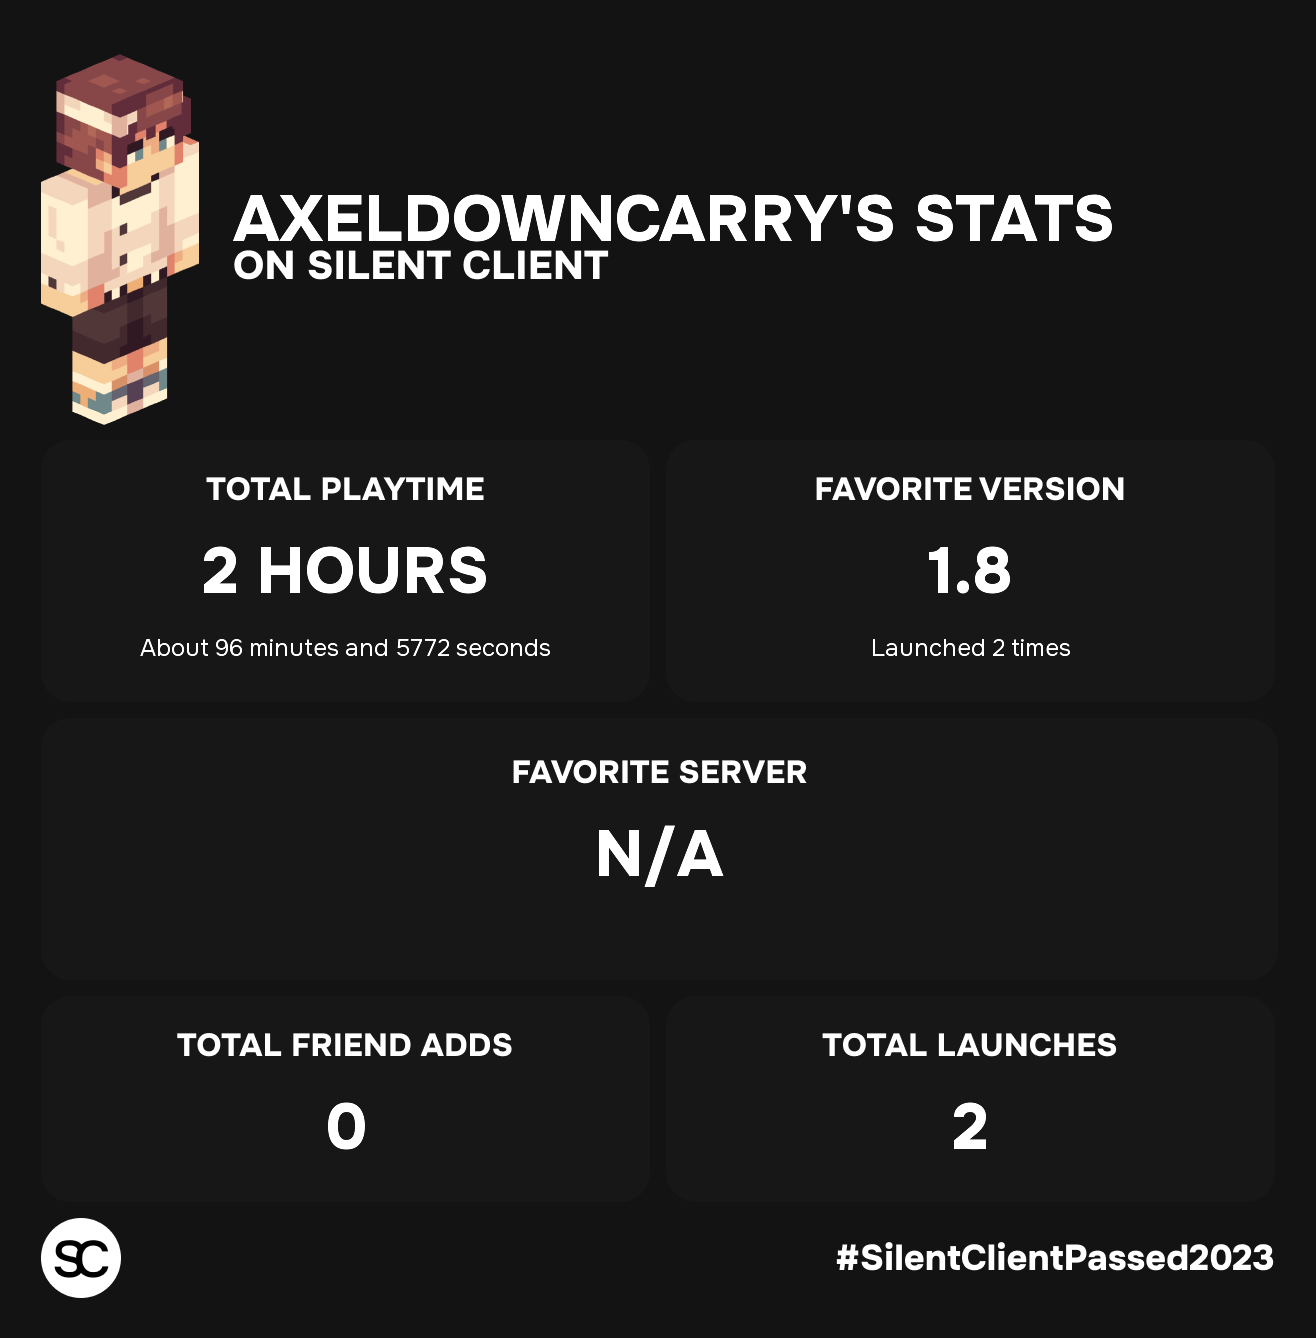 AXELDOWNCARRY'S STATS
ON SILENT CLIENT
TOTAL PLAYTIME
2 HOURS
About 96 minutes and 5772 seconds
FAVORITE VERSION
1.8
Launched 2 times
FAVORITE SERVER
N/A
TOTAL FRIEND ADDS
0
TOTAL LAUNCHES
2
SC
#SilentClientPassed2023